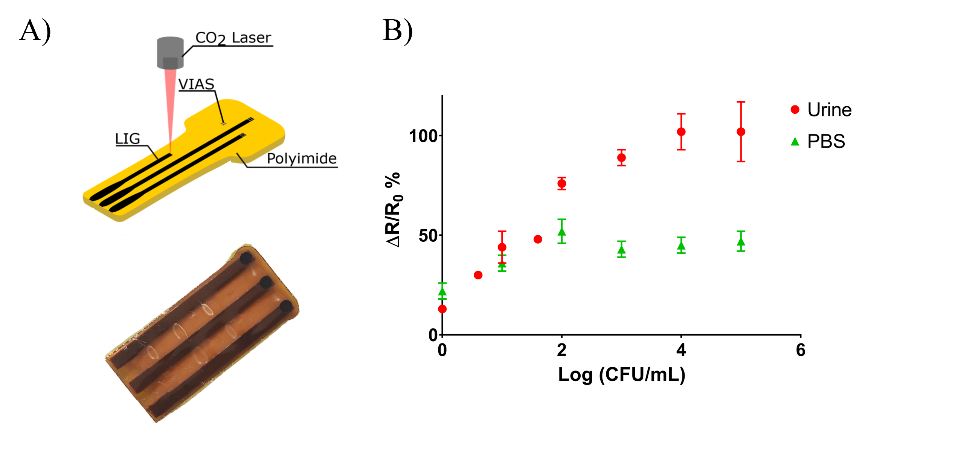 A)
CO2 Laser
VIAS
LIG
Polyimide
B)
ΔR/R0 %
100
50
0
0 2 4 6
Log (CFU/mL)
Urine
PBS